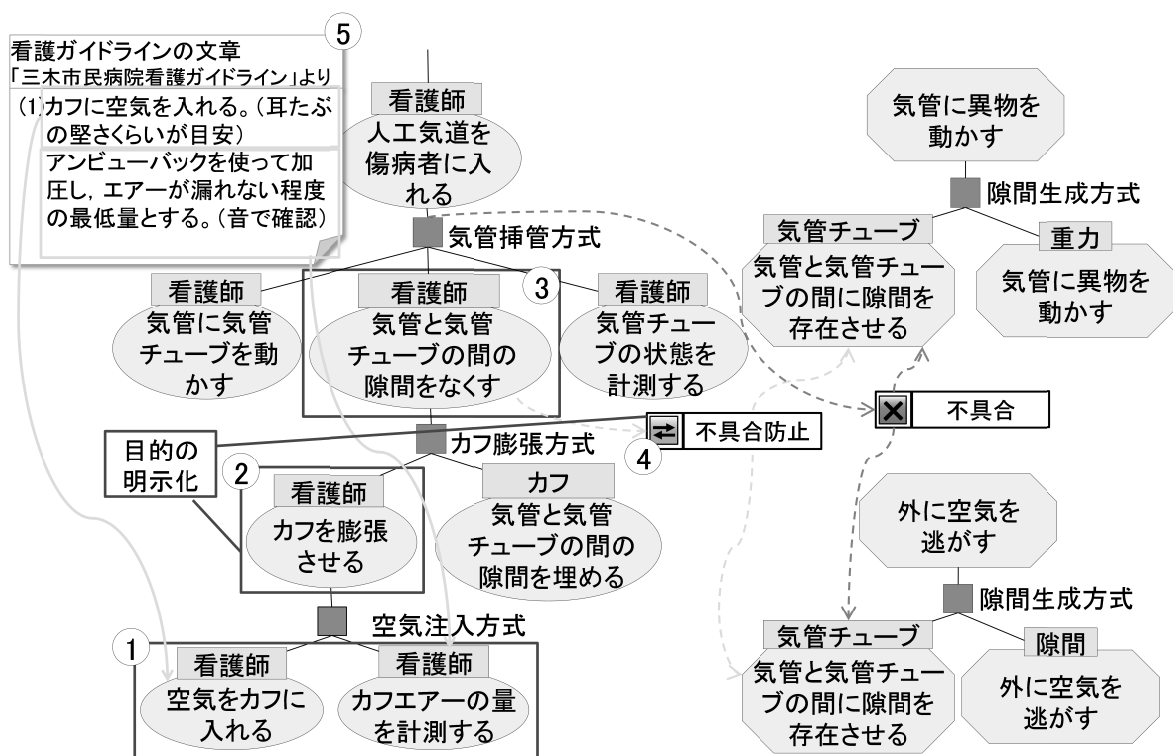 ⑤
看護ガイドラインの文章
「三木市民病院看護ガイドライン」より
(1)カフに空気を入れる。(耳たぶ
の堅さくらいが目安)
アンビューバックを使って加
圧し,エアーが漏れない程度
の最低量とする。(音で確認)
看護師
人工気道を
傷病者に入
れる
気管挿管方式
看護師
気管に気管
チューブを動
かす
③
看護師
気管と気管
チューブの間の
隙間をなくす
看護師
気管チュー
ブの状態を
計測する
カフ膨張方式
④
不具合防止
目的の
明示化
②
看護師
カフを膨張
させる
カフ
気管と気管
チューブの間の
隙間を埋める
空気注入方式
①
看護師
空気をカフに
入れる
看護師
カフエアーの量
を計測する
気管に異物を
動かす
隙間生成方式
気管チューブ
気管と気管チュー
ブの間に隙間を
存在させる
重力
気管に異物を
動かす
不具合
外に空気を
逃がす
隙間生成方式
気管チューブ
気管と気管チュー
ブの間に隙間を
存在させる
隙間
外に空気を
逃がす